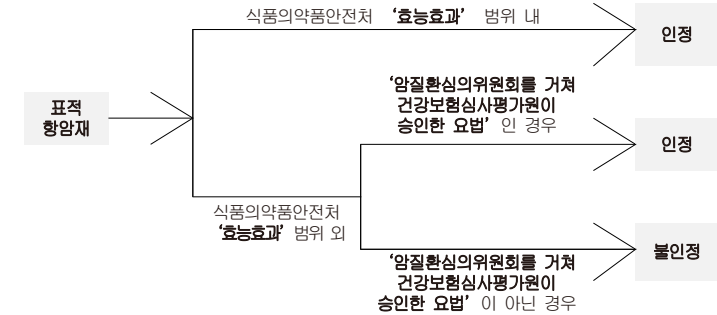 식품의약품안전처 ‘효능효과’ 범위 내
인정
‘암질환심의위원회를 거쳐
건강보험심사평가원이
승인한 요법’ 인 경우
표적
항암재
인정
식품의약품안전처
‘효능효과’ 범위 외
‘암질환심의위원회를 거쳐
건강보험심사평가원이
승인한 요법’ 이 아닌 경우
불인정